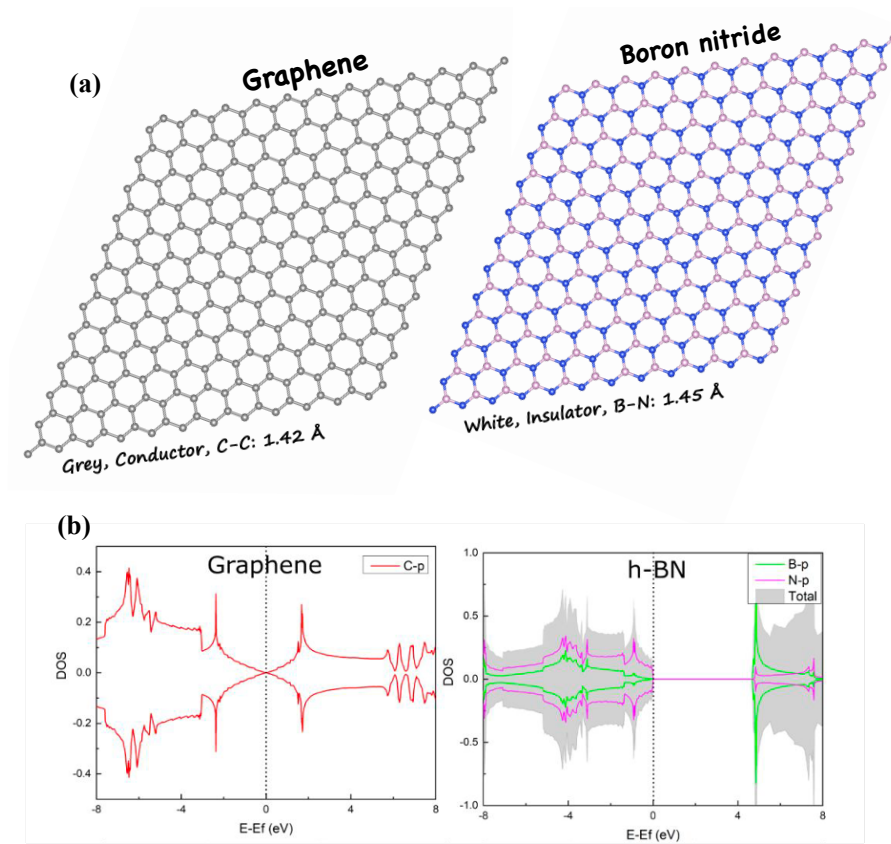 (a)
Graphene
Boron nitride
Grey, Conductor, C-C: 1.42 Å
White, Insulator, B-N: 1.45 Å
(b)
Graphene
C-p
DOS
0.4
0.2
0.0
0.2
0.4
-8
-4
0
4
8
E-Ef (eV)
h-BN
B-p
N-p
Total
DOS
1.0
0.5
0.0
-0.5
-1.0
-8
-4
0
4
8
E-Ef (eV)